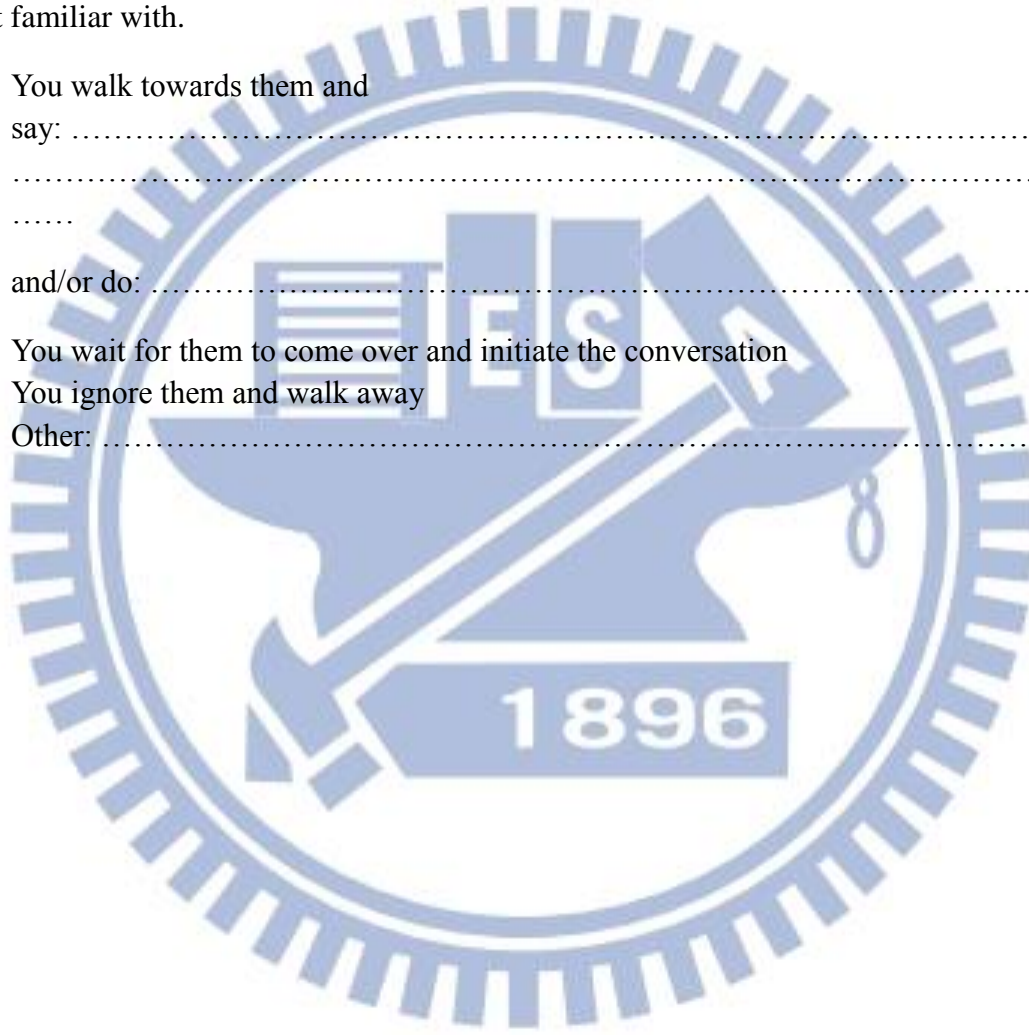 t familiar with.
You walk towards them and
say: ……………………………………………………………………………………………
……………………………………………………………………………………………
……
and/or do: ………………………………………………………………………………..
You wait for them to come over and initiate the conversation
You ignore them and walk away
Other: ……………………………………………………………………………………
E S A
1896